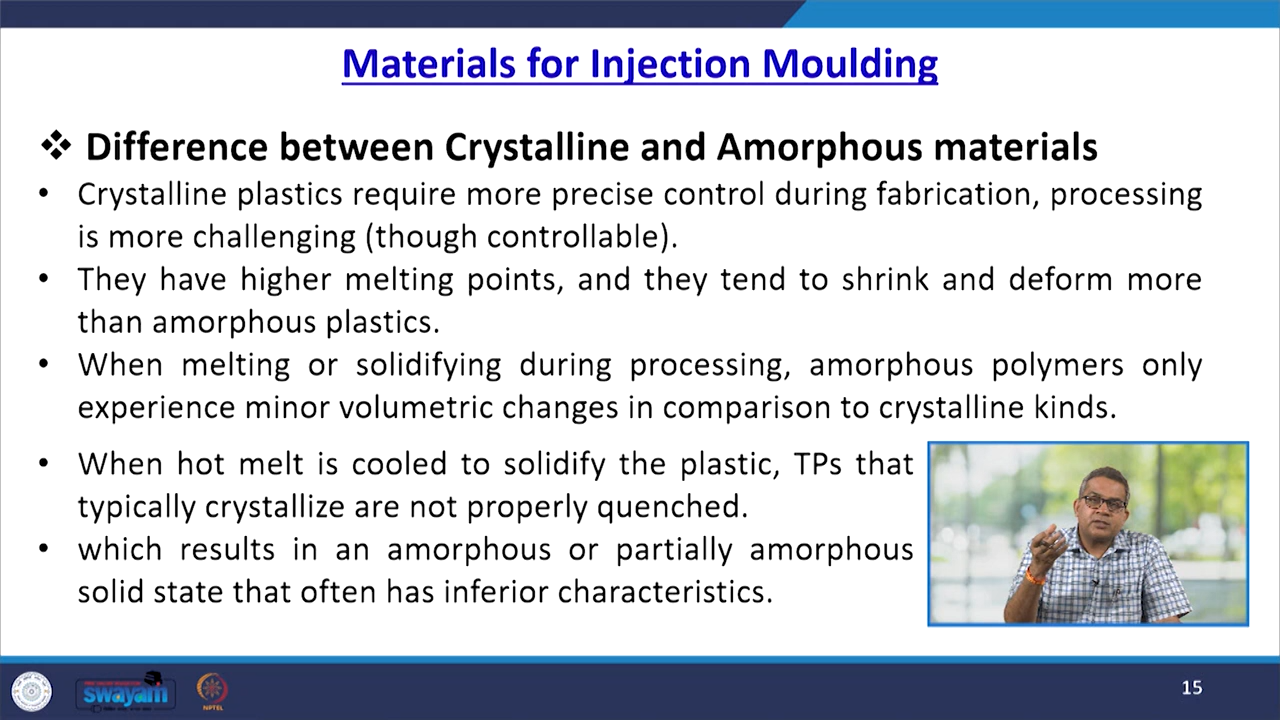 Materials for Injection Moulding
❖ Difference between Crystalline and Amorphous materials
• Crystalline plastics require more precise control during fabrication, processing
is more challenging (though controllable).
• They have higher melting points, and they tend to shrink and deform more
than amorphous plastics.
• When melting or solidifying during processing, amorphous polymers only
experience minor volumetric changes in comparison to crystalline kinds.
• When hot melt is cooled to solidify the plastic, TPs that
typically crystallize are not properly quenched.
• which results in an amorphous or partially amorphous
solid state that often has inferior characteristics.
swayam
NPTEL
15